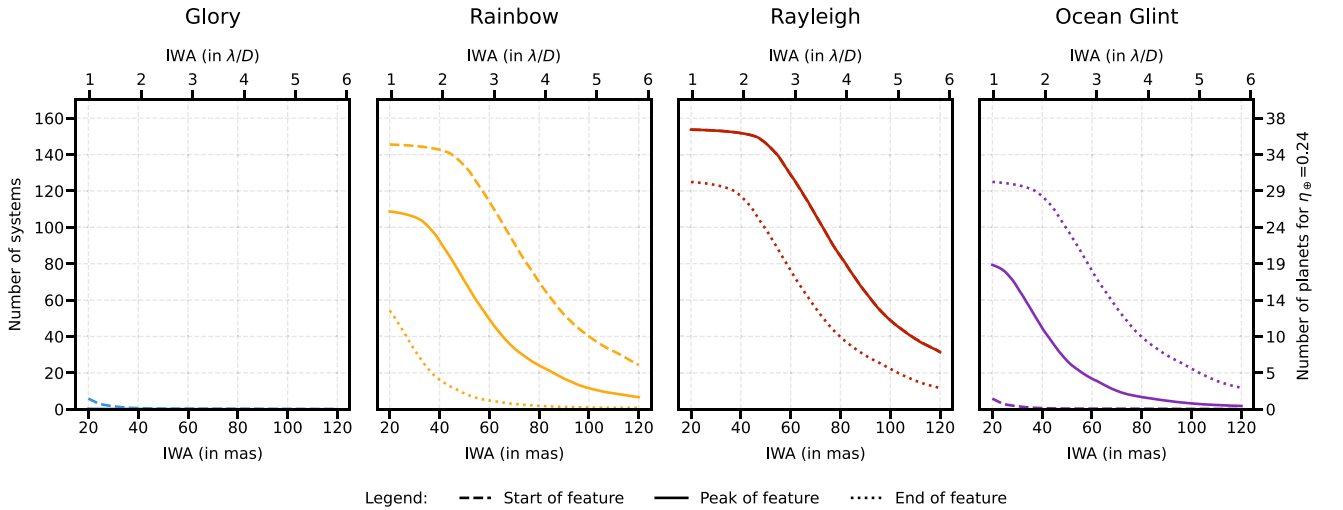 Glory Rainbow Rayleigh Ocean Glint
IWA (in λ/D) IWA (in λ/D) IWA (in λ/D) IWA (in λ/D)
1 2 3 4 5 6 1 2 3 4 5 6 1 2 3 4 5 6 1 2 3 4 5 6
160 38
140 34
120 29
100 24
80 19
60 14
40 10
20 5
0 0
Number of systems
Number of planets for η⊕=0.24
20 40 60 80 100 120 20 40 60 80 100 120 20 40 60 80 100 120 20 40 60 80 100 120
IWA (in mas) IWA (in mas) IWA (in mas) IWA (in mas)
Legend: Start of feature Peak of feature End of feature